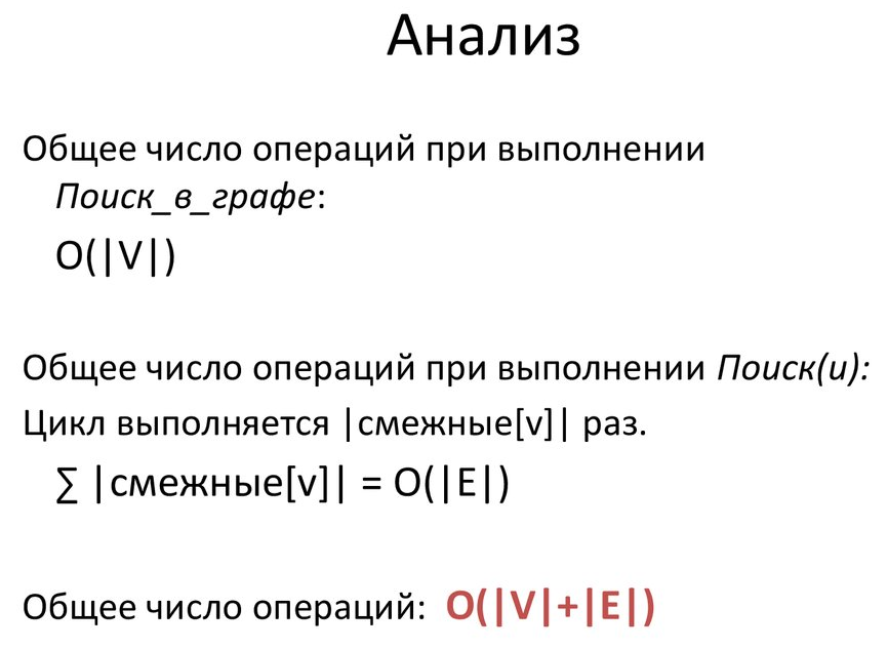 Анализ
Общее число операций при выполнении
Поиск_в_графе:
O(|V|)
Общее число операций при выполнении Поиск(u):
Цикл выполняется |смежные[v]| раз.
∑ |смежные[v]| = O(|E|)
Общее число операций: O(|V|+|E|)